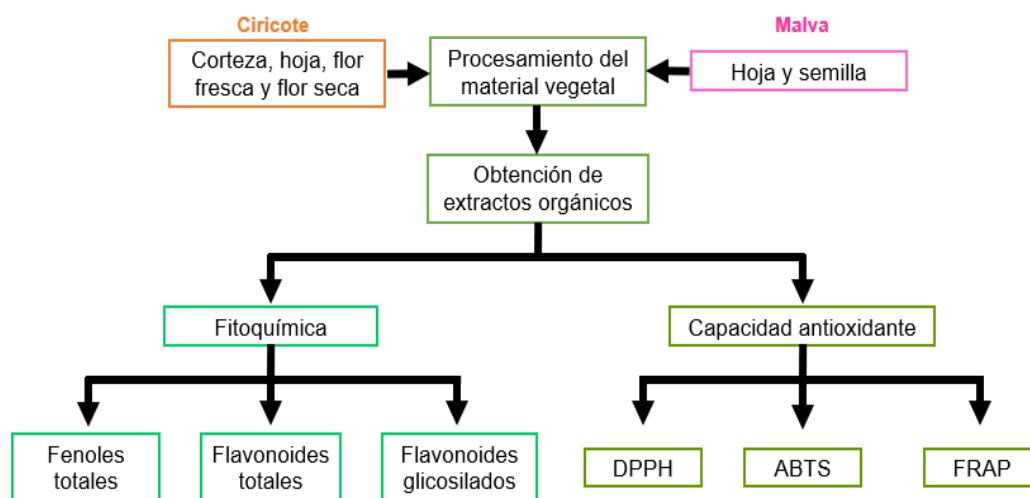 Ciricote
Malva
Corteza, hoja, flor
fresca y flor seca
Procesamiento del
material vegetal
Hoja y semilla
Obtención de
extractos orgánicos
Fitoquímica
Capacidad antioxidante
Fenoles
totales
Flavonoides
totales
Flavonoides
glicosilados
DPPH
ABTS
FRAP